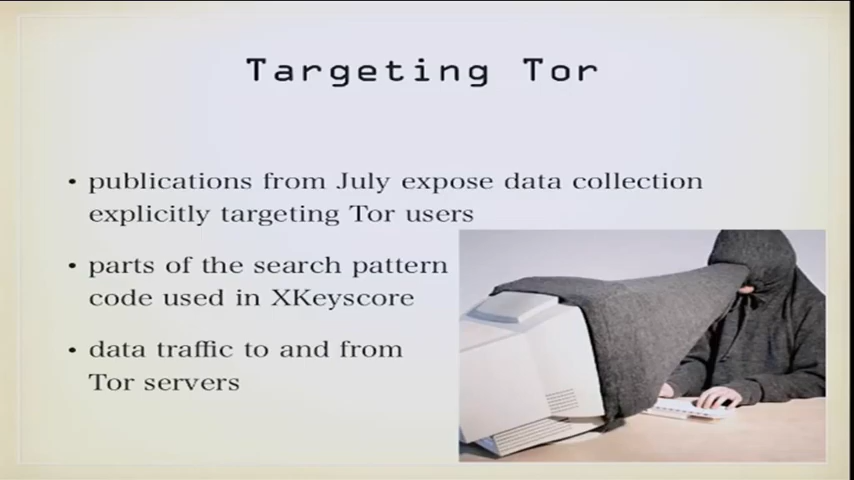 Targeting Tor
• publications from July expose data collection
explicitly targeting Tor users
• parts of the search pattern
code used in XKeyscore
• data traffic to and from
Tor servers